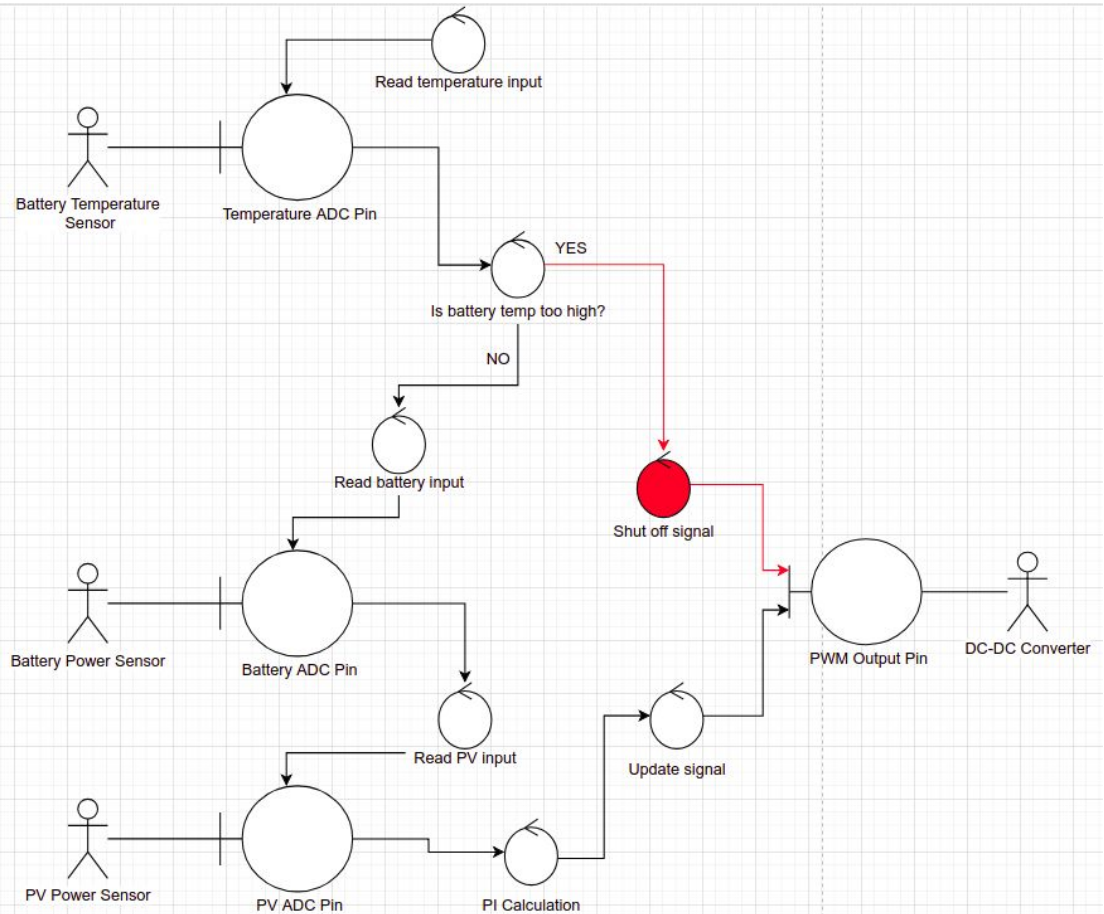 Read temperature input
Battery Temperature
Sensor
Temperature ADC Pin
YES
Is battery temp too high?
NO
Read battery input
Shut off signal
Battery Power Sensor
Battery ADC Pin
PWM Output Pin
DC-DC Converter
Read PV input
Update signal
PV Power Sensor
PV ADC Pin
PI Calculation